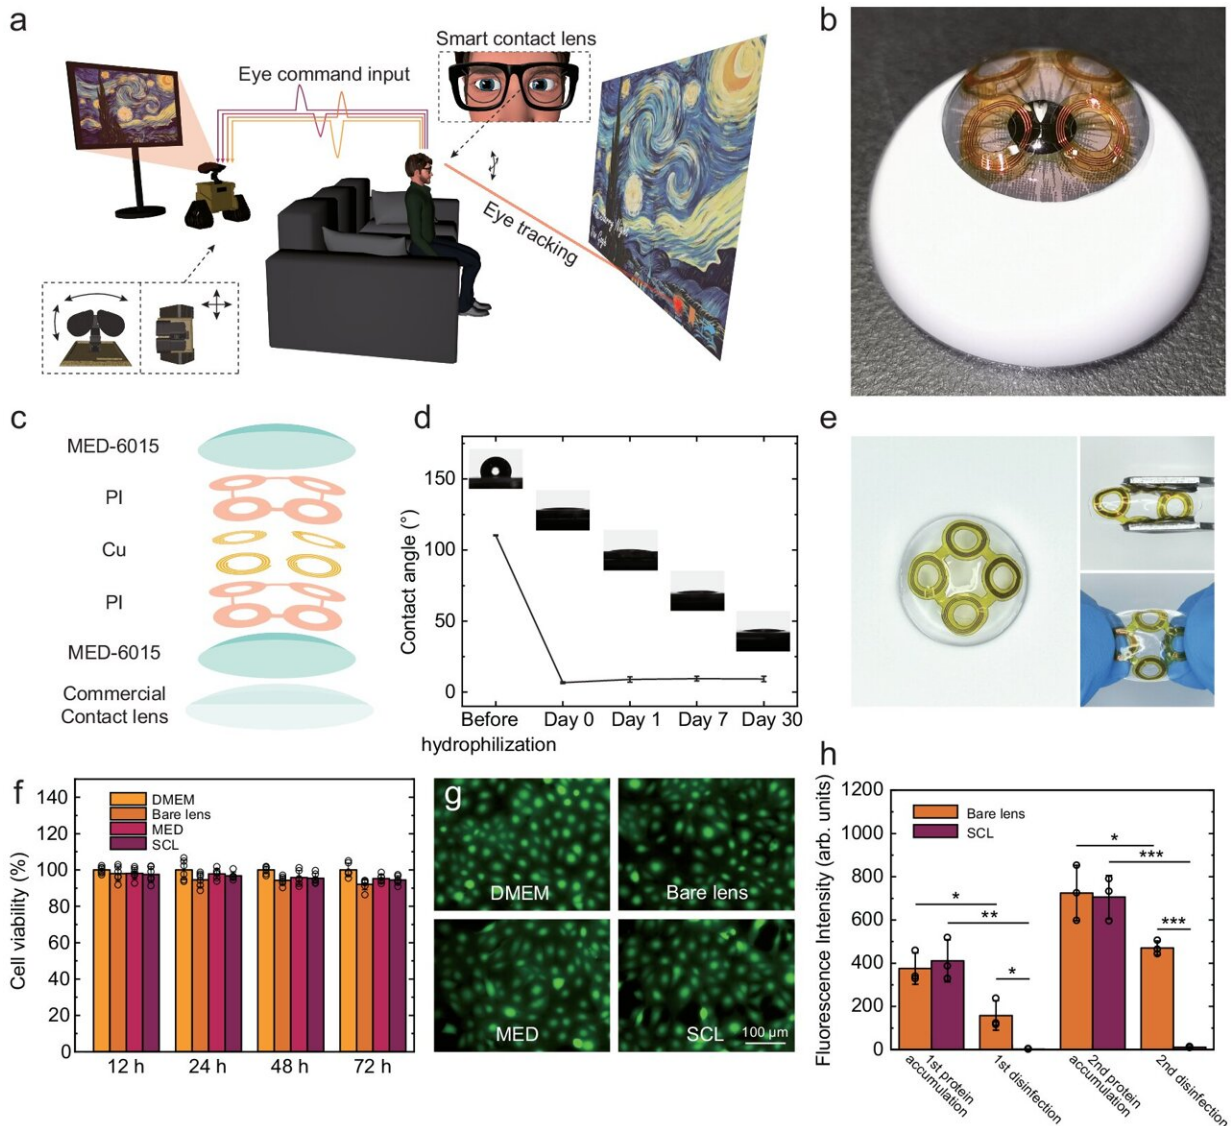 a
Smart contact lens
Eye command input
Eye tracking
b
c
MED-6015
PI
Cu
PI
MED-6015
Commercial
Contact lens
d
Contact angle (°)
150
100
50
0
Before
hydrophilization
Day 0
Day 1
Day 7
Day 30
e
f
Cell viability (%)
140
120
100
80
60
40
20
0
DMEM
Bare lens
MED
SCL
12 h
24 h
48 h
72 h
g
DMEM
Bare lens
MED
SCL
100 µm
h
Fluorescence Intensity (arb. units)
1200
1000
800
600
400
200
0
Bare lens
SCL
*
**
*
*
***
***
1st protein
accumulation
1st disinfection
2nd protein
accumulation
2nd disinfection